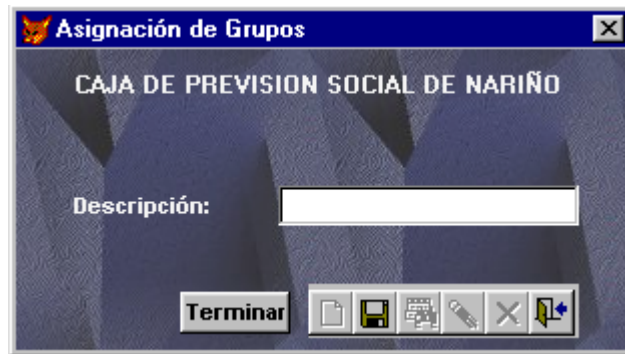 Asignación de Grupos
CAJA DE PREVISION SOCIAL DE NARIÑO
Descripción:
Terminar